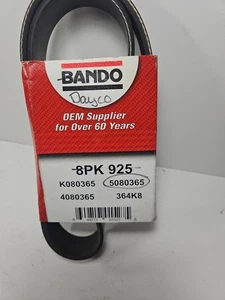 BANDO
Dayco
OEM Supplier
for Over 60 Years
8PK 925
K080365 5080365
4080365 364K8